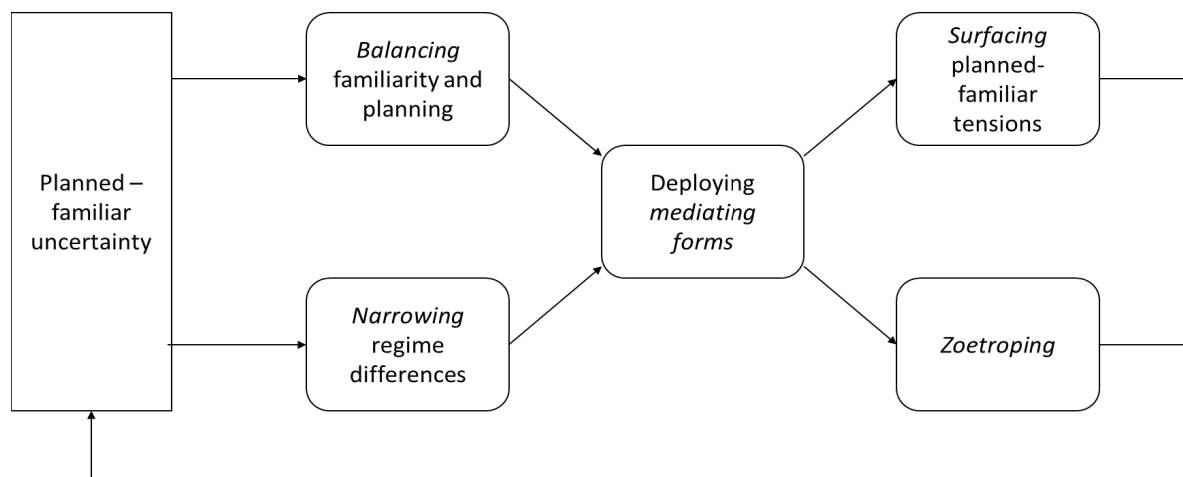 Planned –
familiar
uncertainty
Balancing
familiarity and
planning
Narrowing
regime
differences
Deploying
mediating
forms
Surfacing
planned-
familiar
tensions
Zoetroping